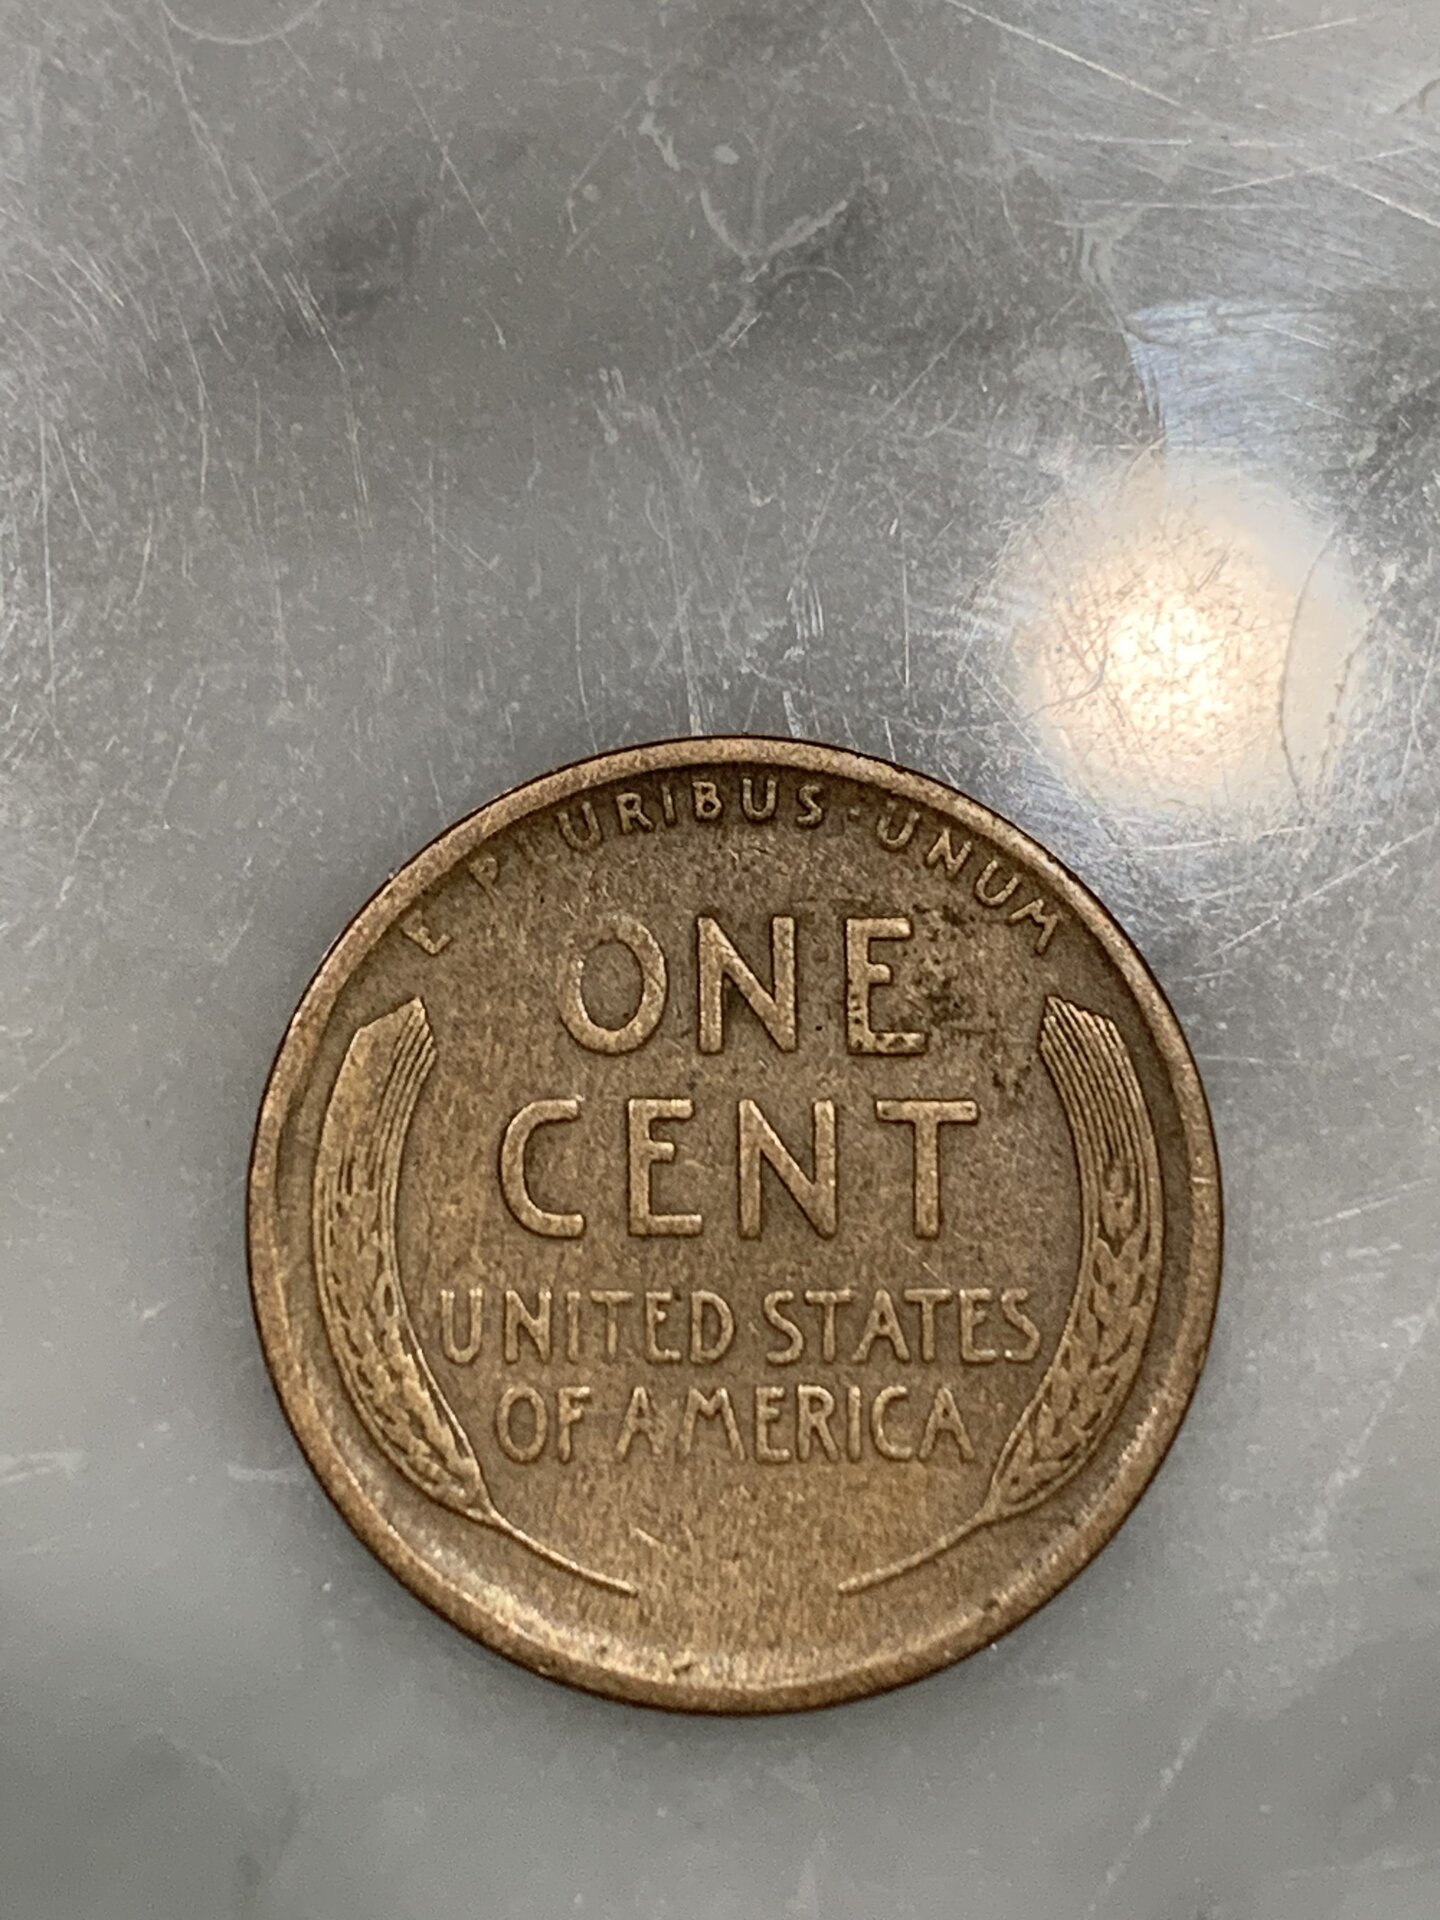 E PLURIBUS · UNUM
ONE
CENT
UNITED STATES
OF AMERICA